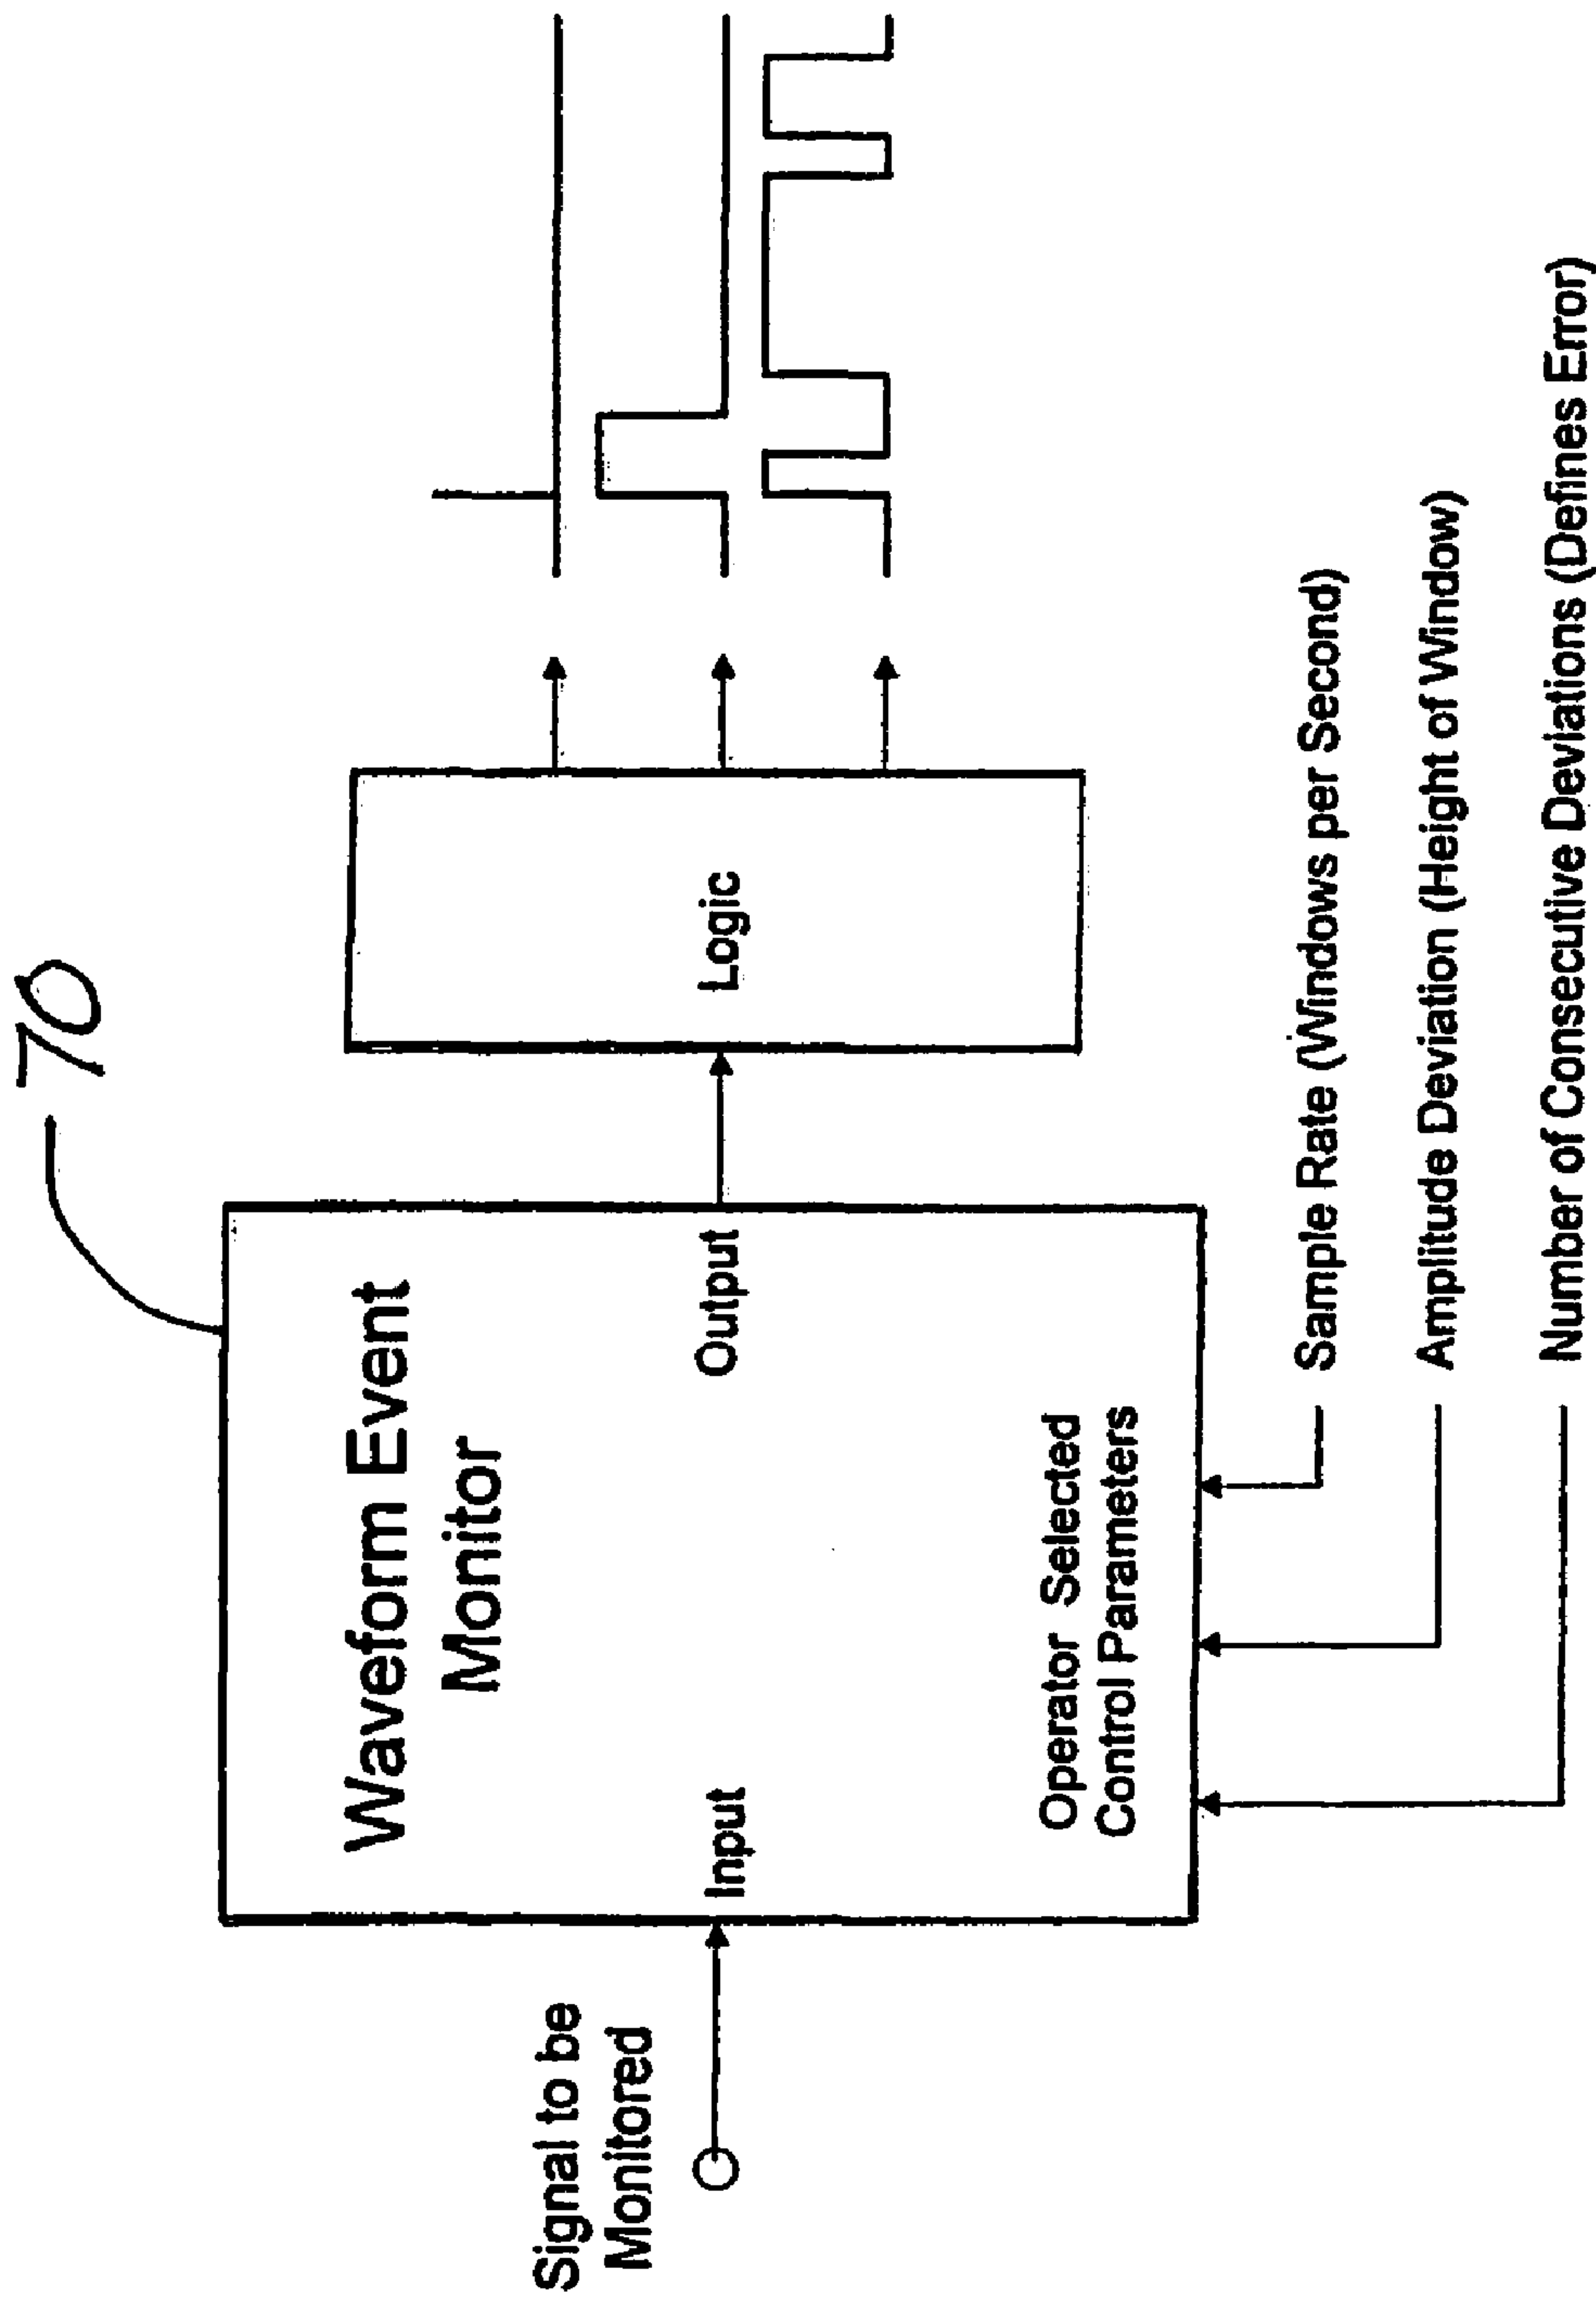 70
Waveform Event
Monitor
Signal to be
Monitored
Input
Output
Logic
Operator Selected
Control Parameters
Sample Rate (Windows per Second)
Amplitude Deviation (Height of Window)
Number of Consecutive Deviations (Defines Error)